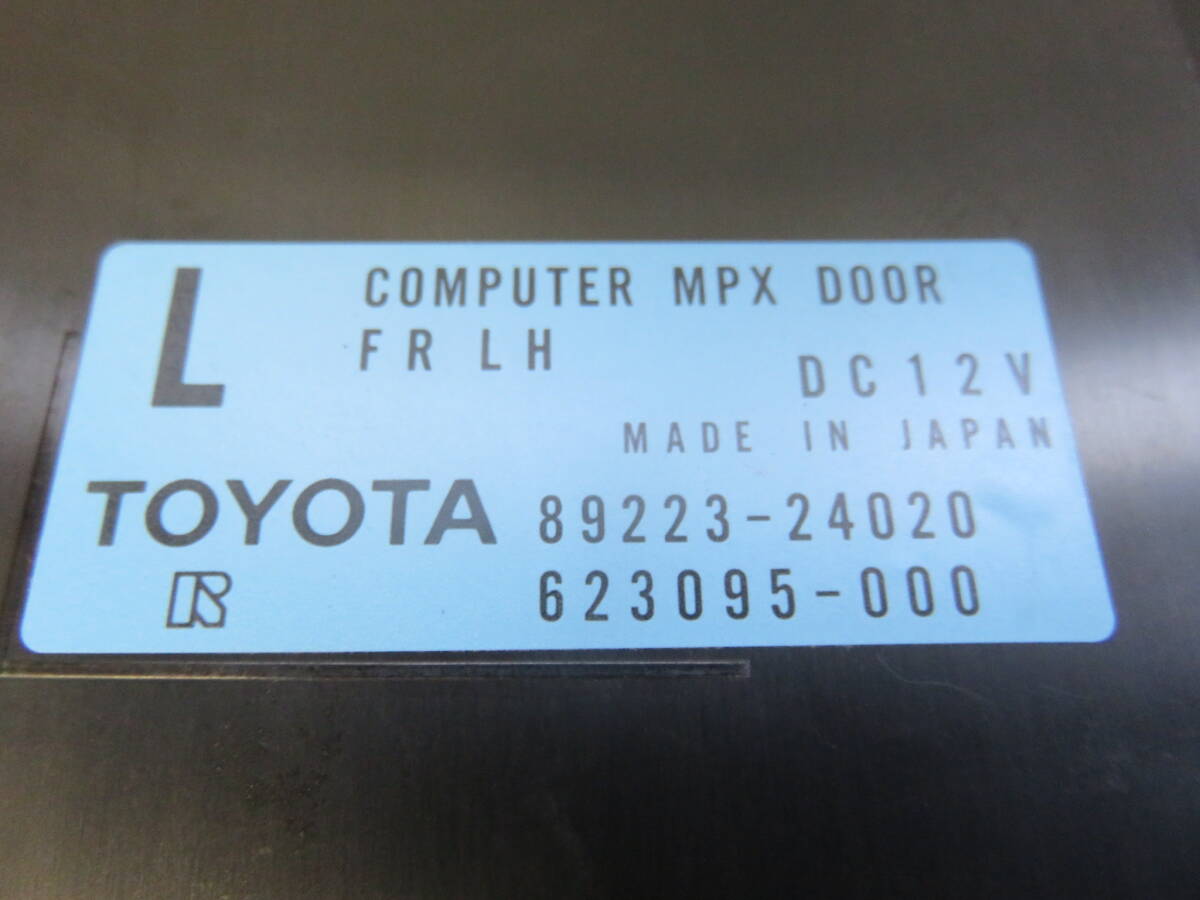 L
COMPUTER MPX DOOR
FR LH
DC12V
MADE IN JAPAN
TOYOTA 89223-24020
R 623095-000